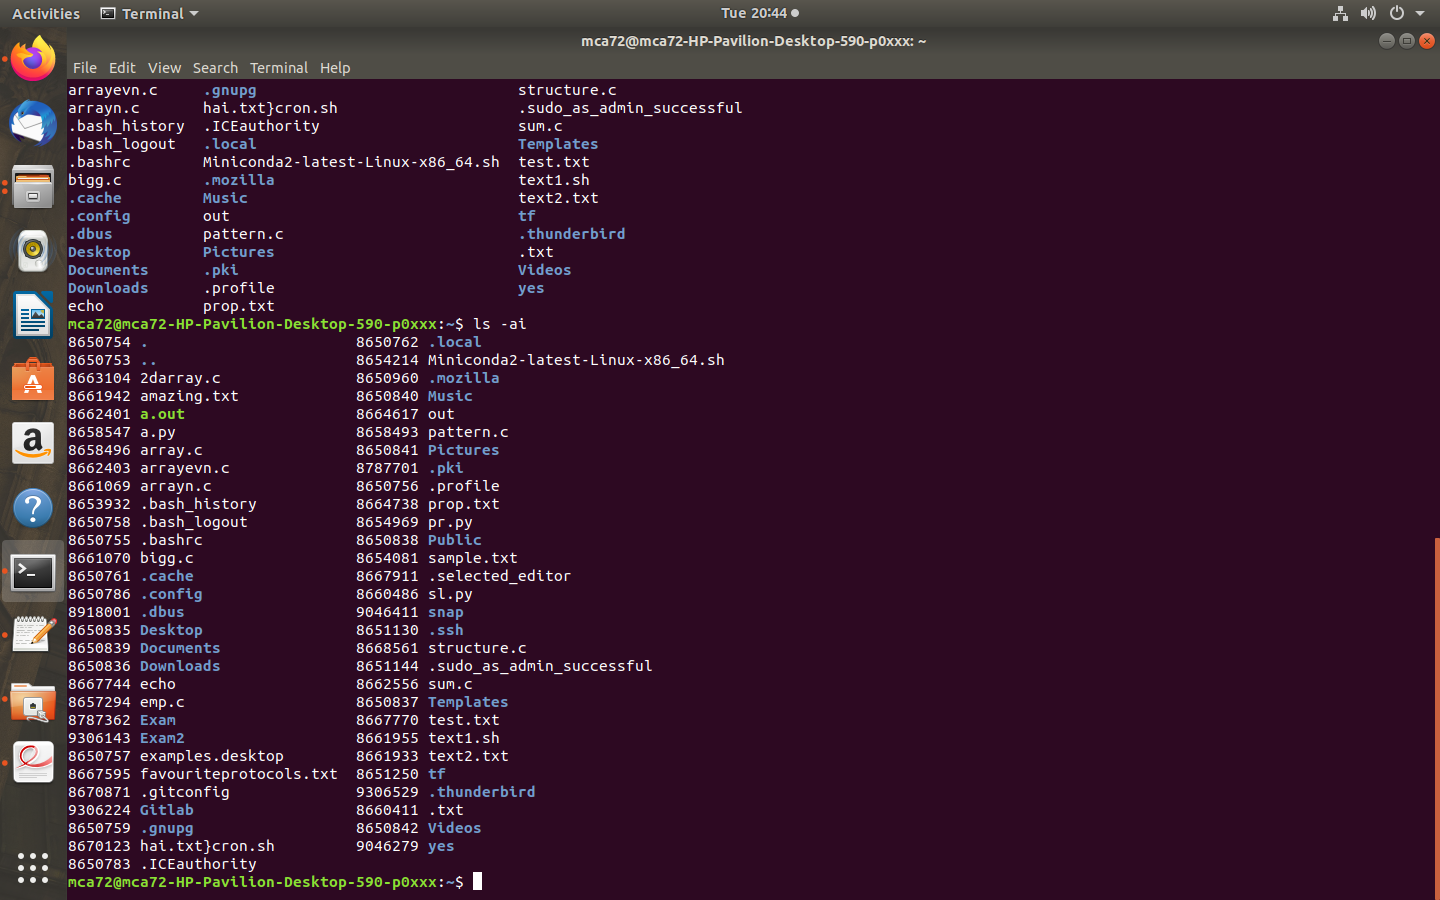 Activities Terminal Tue 20:44
mca72@mca72-HP-Pavilion-Desktop-590-p0xxx: ~
File Edit View Search Terminal Help
arrayevn.c .gnupg structure.c
arrayn.c hai.txt}cron.sh .sudo_as_admin_successful
.bash_history .ICEauthority sum.c
.bash_logout .local Templates
.bashrc Miniconda2-latest-Linux-x86_64.sh test.txt
bigg.c .mozilla text1.sh
.cache Music text2.txt
.config out tf
.dbus pattern.c .thunderbird
Desktop Pictures .txt
Documents .pki Videos
Downloads .profile yes
echo prop.txt
mca72@mca72-HP-Pavilion-Desktop-590-p0xxx:~$ ls -ai
8650754 . 8650762 .local
8650753 .. 8654214 Miniconda2-latest-Linux-x86_64.sh
8663104 2darray.c 8650960 .mozilla
8661942 amazing.txt 8650840 Music
8662401 a.out 8664617 out
8658547 a.py 8658493 pattern.c
8658496 array.c 8650841 Pictures
8662403 arrayevn.c 8787701 .pki
8661069 arrayn.c 8650756 .profile
8653932 .bash_history 8664738 prop.txt
8650758 .bash_logout 8654969 pr.py
8650755 .bashrc 8650838 Public
8661070 bigg.c 8654081 sample.txt
8650761 .cache 8667911 .selected_editor
8650786 .config 8660486 sl.py
8918001 .dbus 9046411 snap
8650835 Desktop 8651130 .ssh
8650839 Documents 8668561 structure.c
8650836 Downloads 8651144 .sudo_as_admin_successful
8667744 echo 8662556 sum.c
8657294 emp.c 8650837 Templates
8787362 Exam 8667770 test.txt
9306143 Exam2 8661955 text1.sh
8650757 examples.desktop 8661933 text2.txt
8667595 favouriteprotocols.txt 8651250 tf
8670871 .gitconfig 9306529 .thunderbird
9306224 Gitlab 8660411 .txt
8650759 .gnupg 8650842 Videos
8670123 hai.txt}cron.sh 9046279 yes
8650783 .ICEauthority
mca72@mca72-HP-Pavilion-Desktop-590-p0xxx:~$